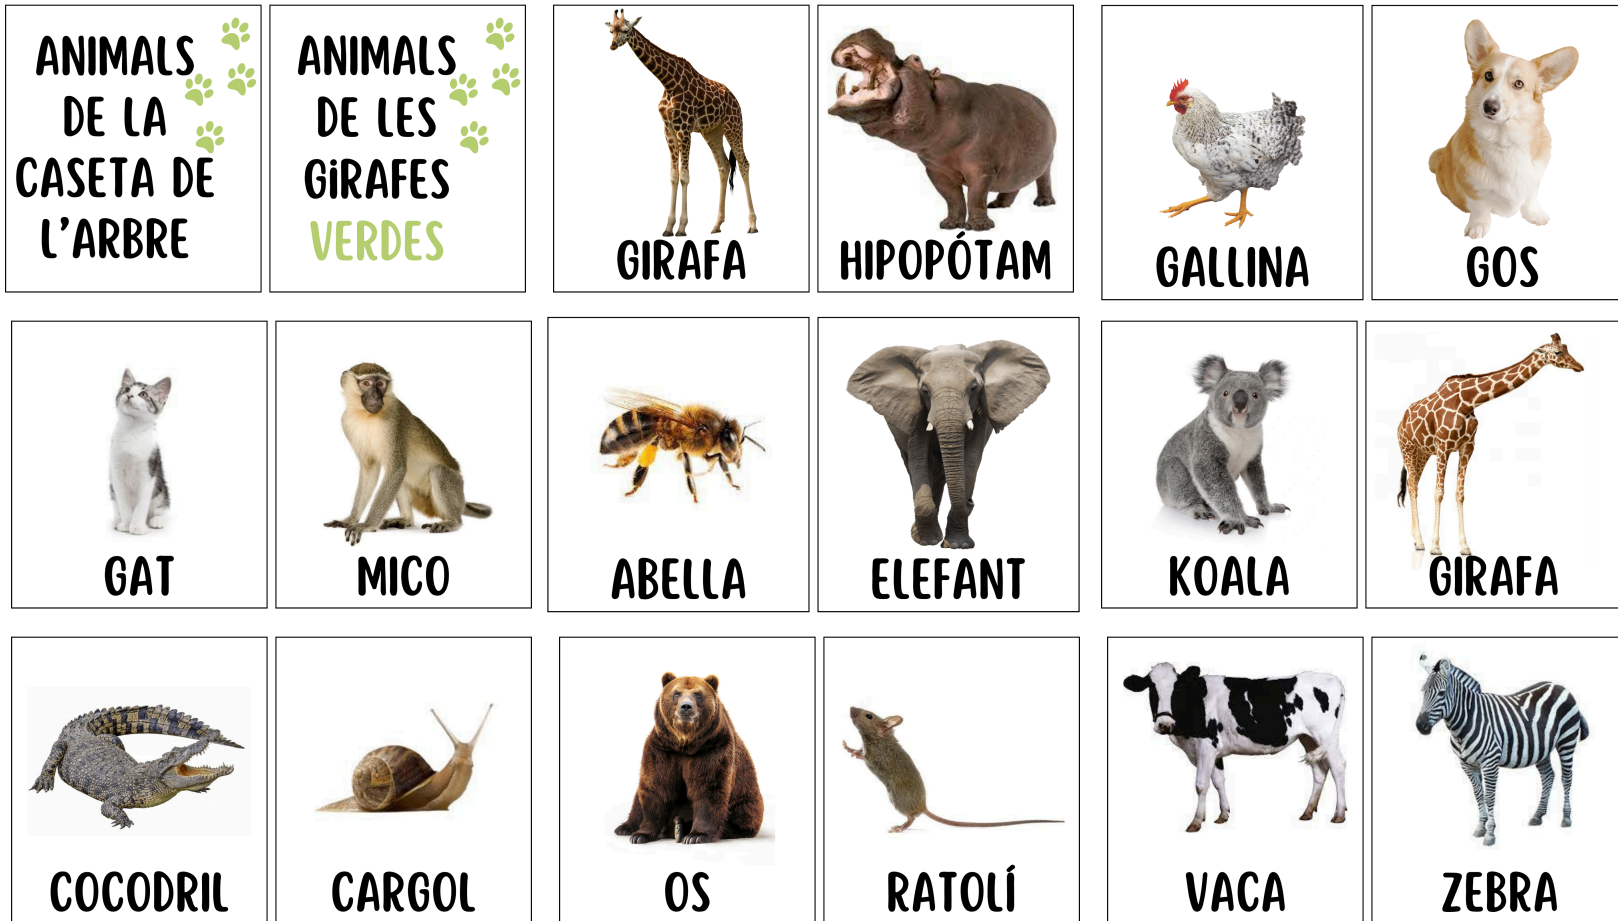 ANIMALS
DE LA
CASETA DE
L'ARBRE
ANIMALS
DE LES
GiRAFES
VERDES
GIRAFA
HIPOPÓTAM
GALLINA
GOS
GAT
MICO
ABELLA
ELEFANT
KOALA
GIRAFA
COCODRIL
CARGOL
OS
RATOLÍ
VACA
ZEBRA